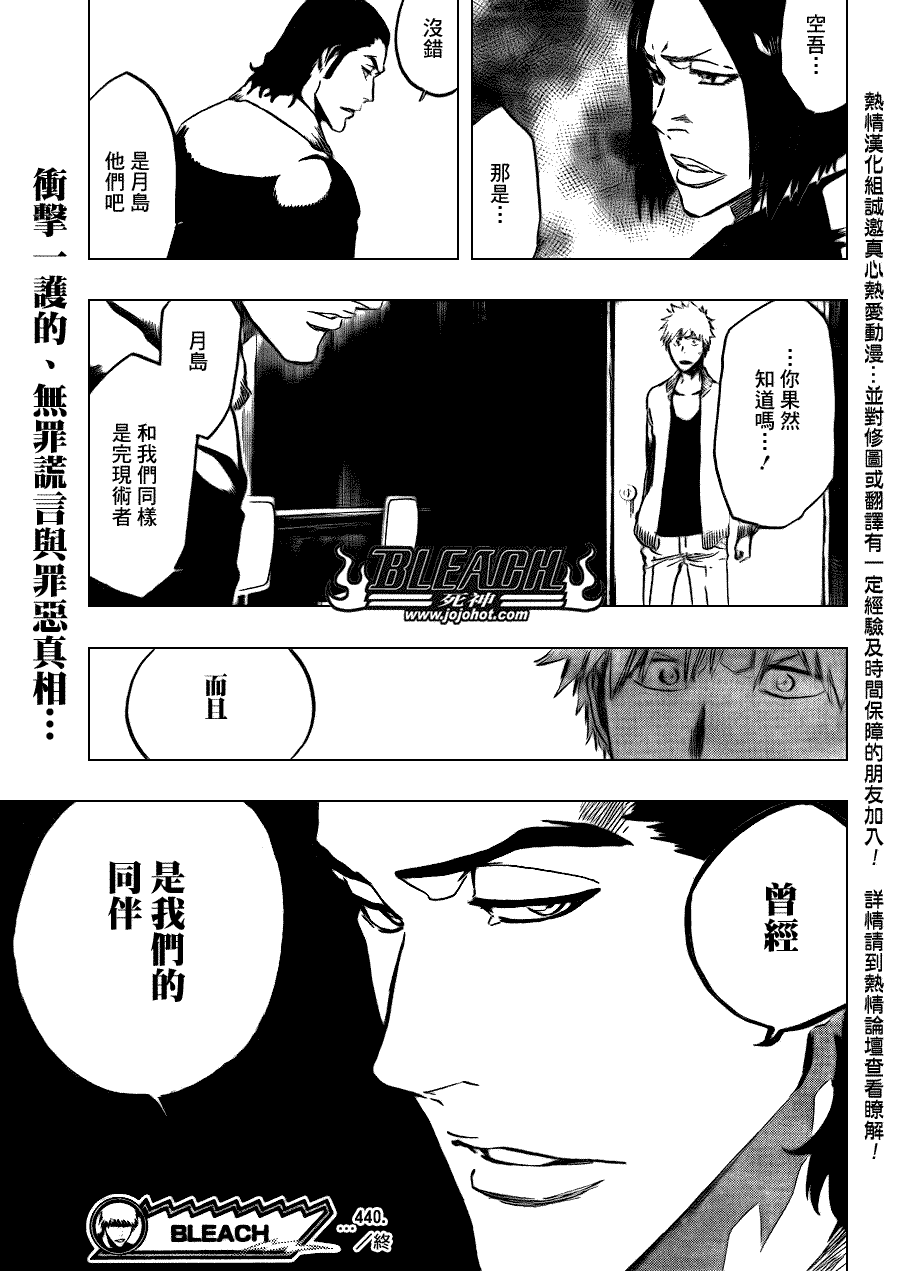 空吾…
那是…
沒錯
是月島
他們吧
…你果然
知道嗎…！
月島
和我們同樣
是完現術者
BLEACH
死神
www.jojohot.com
而且
曾經
是我們的
同伴
BLEACH
…440.
／終
衝擊一護的、無罪謊言與罪惡真相…
熱情漢化組誠邀真心熱愛動漫…並對修圖或翻譯有一定經驗及時間保障的朋友加入！ 詳情請到熱情論壇查看瞭解！